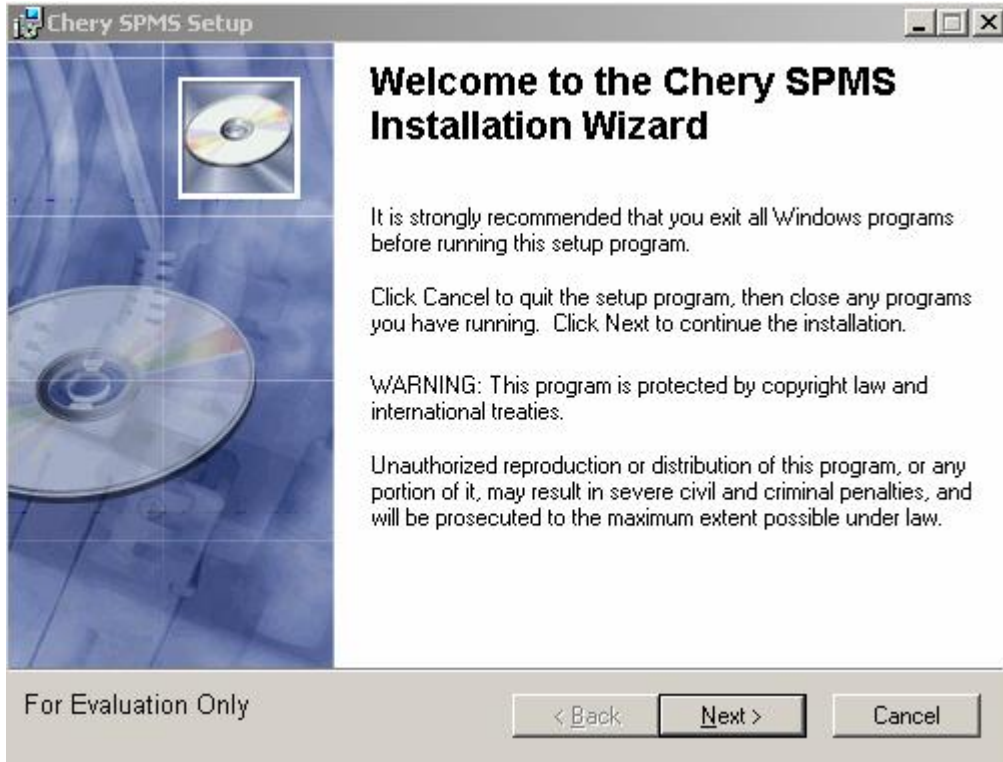 Chery SPMS Setup
Welcome to the Chery SPMS
Installation Wizard
It is strongly recommended that you exit all Windows programs
before running this setup program.
Click Cancel to quit the setup program, then close any programs
you have running.  Click Next to continue the installation.
WARNING: This program is protected by copyright law and
international treaties.
Unauthorized reproduction or distribution of this program, or any
portion of it, may result in severe civil and criminal penalties, and
will be prosecuted to the maximum extent possible under law.
For Evaluation Only
< Back
Next >
Cancel